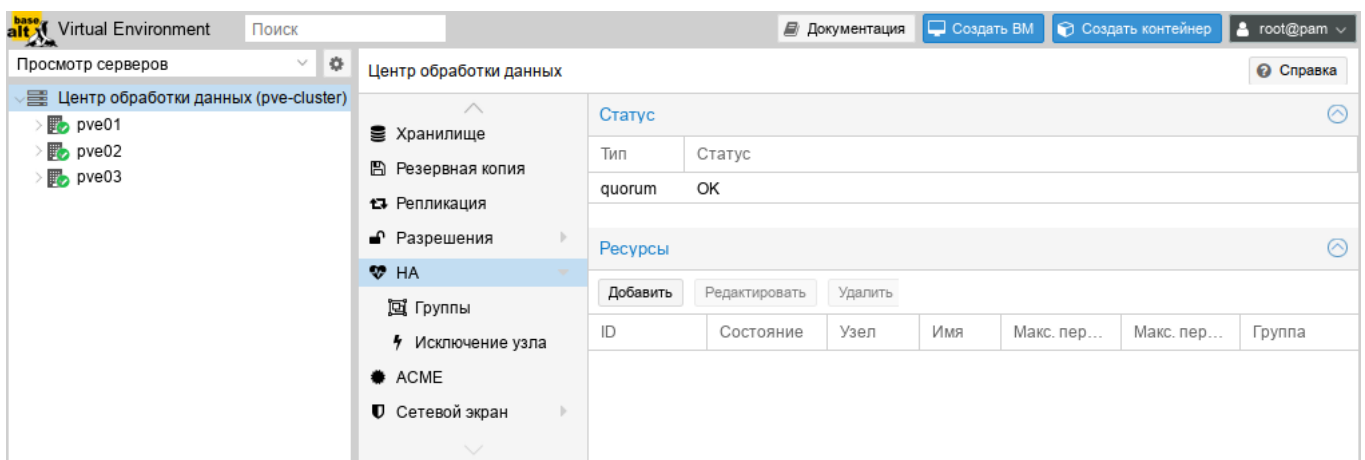 base alt Virtual Environment Поиск Документация Создать ВМ Создать контейнер root@pam
Просмотр серверов
Центр обработки данных (pve-cluster)
pve01
pve02
pve03
Центр обработки данных Справка
Хранилище
Резервная копия
Репликация
Разрешения
HA
Группы
Исключение узла
ACME
Сетевой экран
Статус
Тип Статус
quorum OK
Ресурсы
Добавить Редактировать Удалить
ID Состояние Узел Имя Макс. пер... Макс. пер... Группа